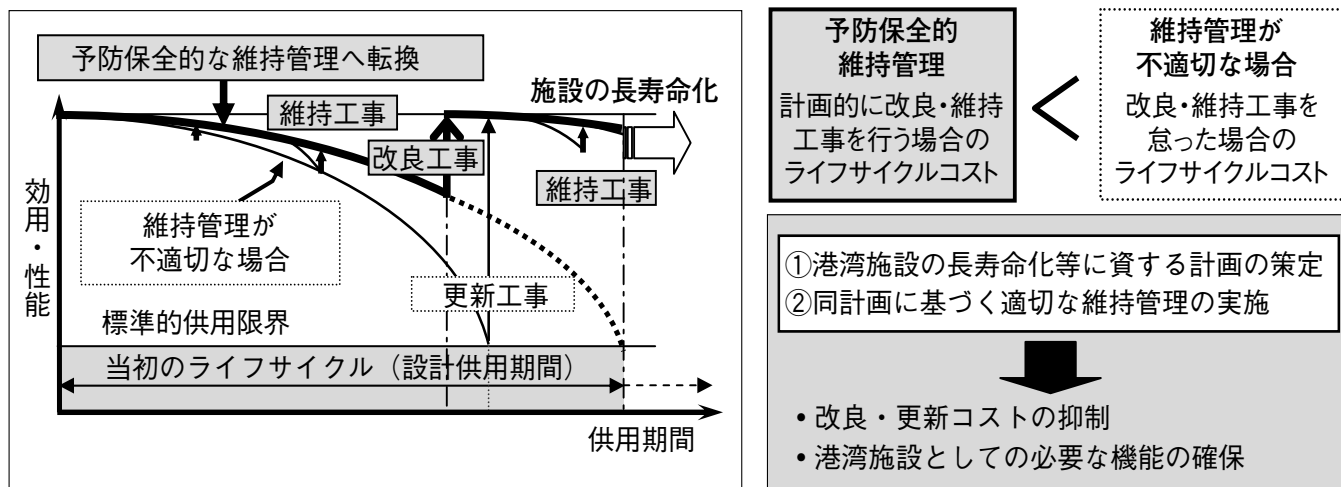 予防保全的な維持管理へ転換
施設の長寿命化
維持工事
改良工事
維持工事
効用・性能
維持管理が
不適切な場合
更新工事
標準的供用限界
当初のライフサイクル（設計供用期間）
供用期間
予防保全的
維持管理
計画的に改良・維持
工事を行う場合の
ライフサイクルコスト
<
維持管理が
不適切な場合
改良・維持工事を
怠った場合の
ライフサイクルコスト
①港湾施設の長寿命化等に資する計画の策定
②同計画に基づく適切な維持管理の実施
•改良・更新コストの抑制
•港湾施設としての必要な機能の確保